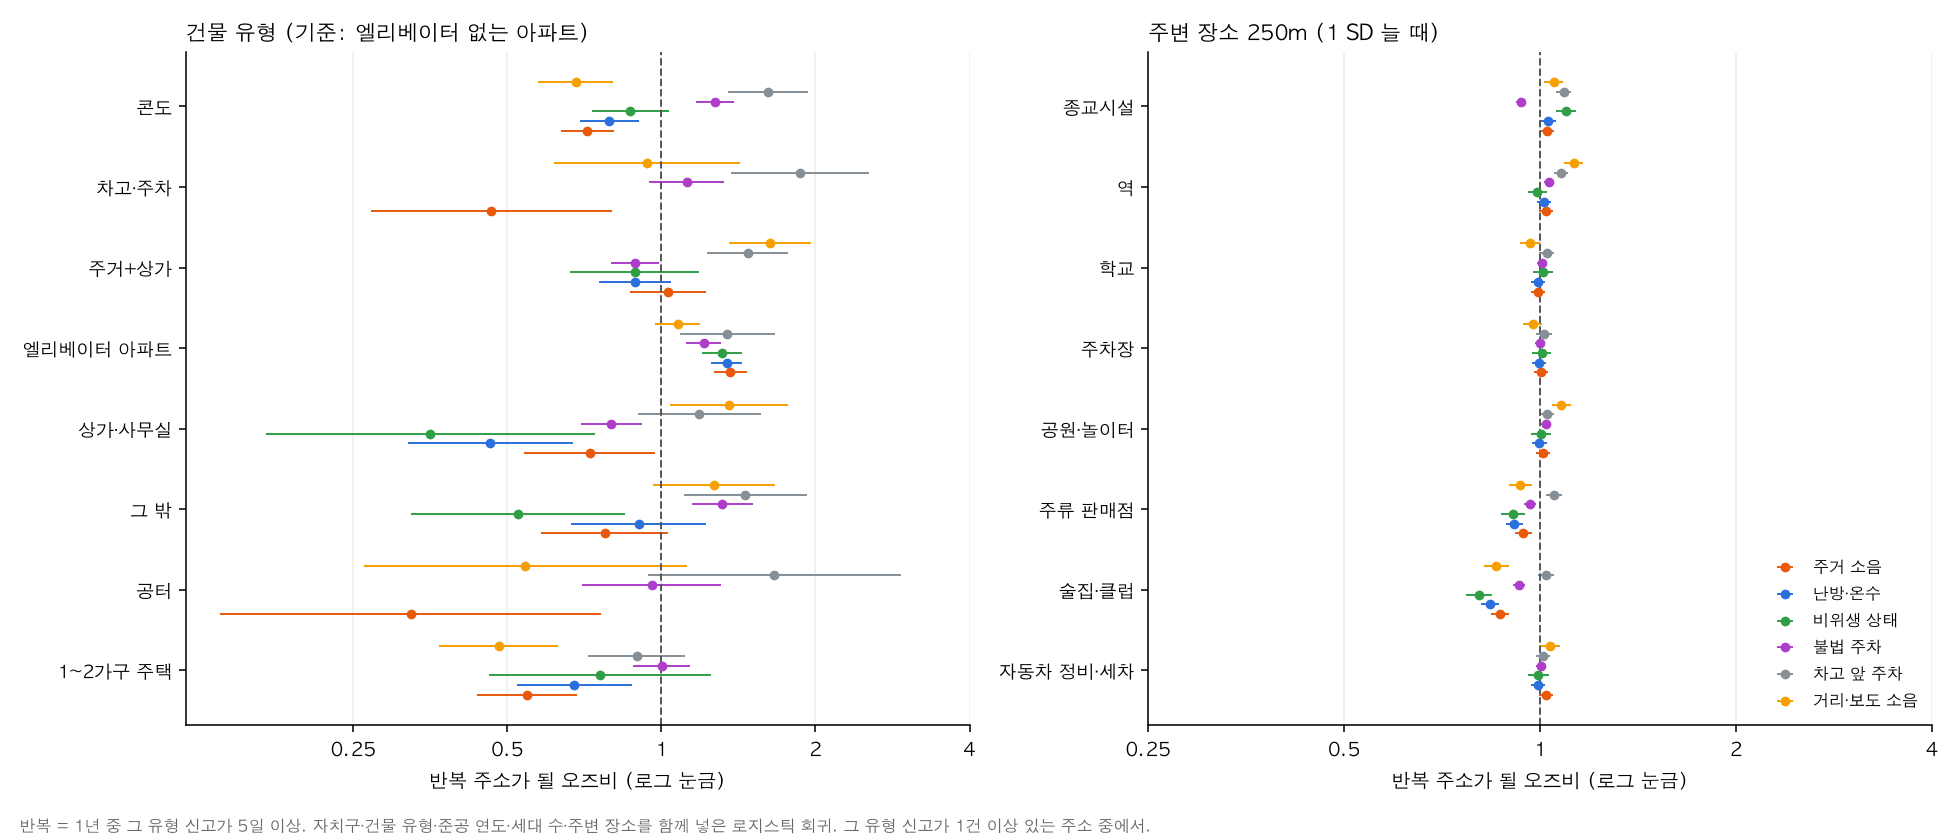 건물 유형 (기준: 엘리베이터 없는 아파트)
콘도
차고·주차
주거+상가
엘리베이터 아파트
상가·사무실
그 밖
공터
1~2가구 주택
0.25 0.5 1 2 4
반복 주소가 될 오즈비 (로그 눈금)
주변 장소 250m (1 SD 늘 때)
종교시설
역
학교
주차장
공원·놀이터
주류 판매점
술집·클럽
자동차 정비·세차
주거 소음
난방·온수
비위생 상태
불법 주차
차고 앞 주차
거리·보도 소음
0.25 0.5 1 2 4
반복 주소가 될 오즈비 (로그 눈금)
반복 = 1년 중 그 유형 신고가 5일 이상. 자치구·건물 유형·준공 연도·세대 수·주변 장소를 함께 넣은 로지스틱 회귀. 그 유형 신고가 1건 이상 있는 주소 중에서.